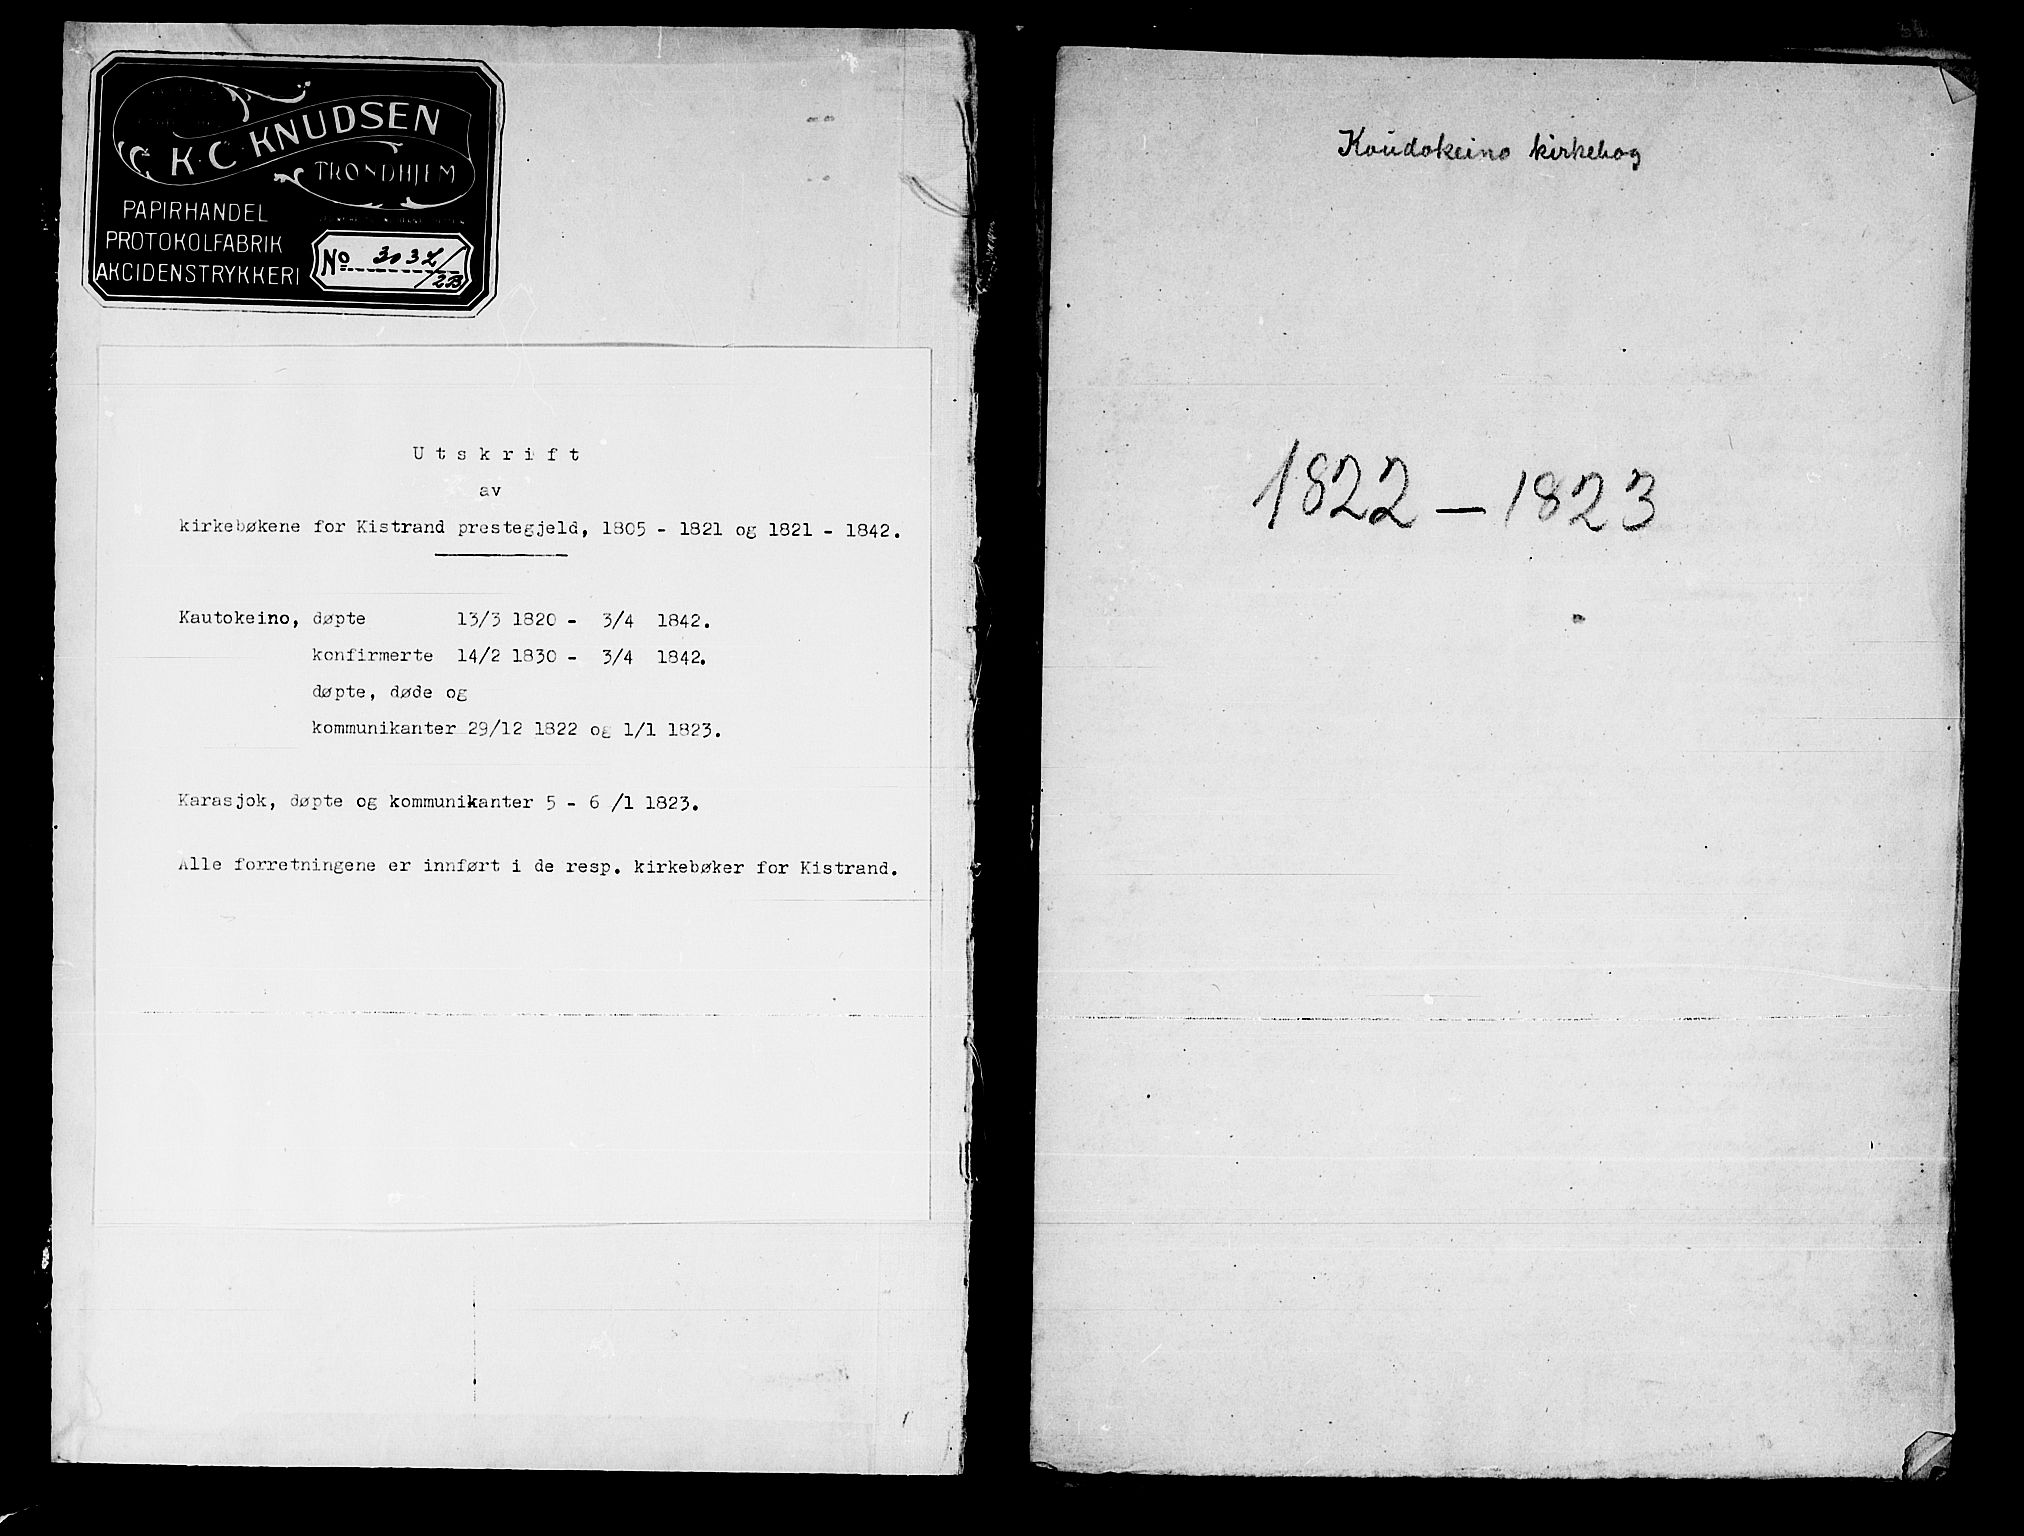 K·C·KNUDSEN
TRONDHJEM
PAPIRHANDEL
PROTOKOLFABRIK
AKCIDENSTRYKKERI
No 3032/2B
Utskrift
av
kirkebøkene for Kistrand prestegjeld, 1805 - 1821 og 1821 - 1842.
Kautokeino, døpte 13/3 1820 - 3/4 1842.
konfirmerte 14/2 1830 - 3/4 1842.
døpte, døde og
kommunikanter 29/12 1822 og 1/1 1823.
Karasjok, døpte og kommunikanter 5 - 6 /1 1823.
Alle forretningene er innført i de resp. kirkebøker for Kistrand.
Koudokeino kirkebog
1822 - 1823